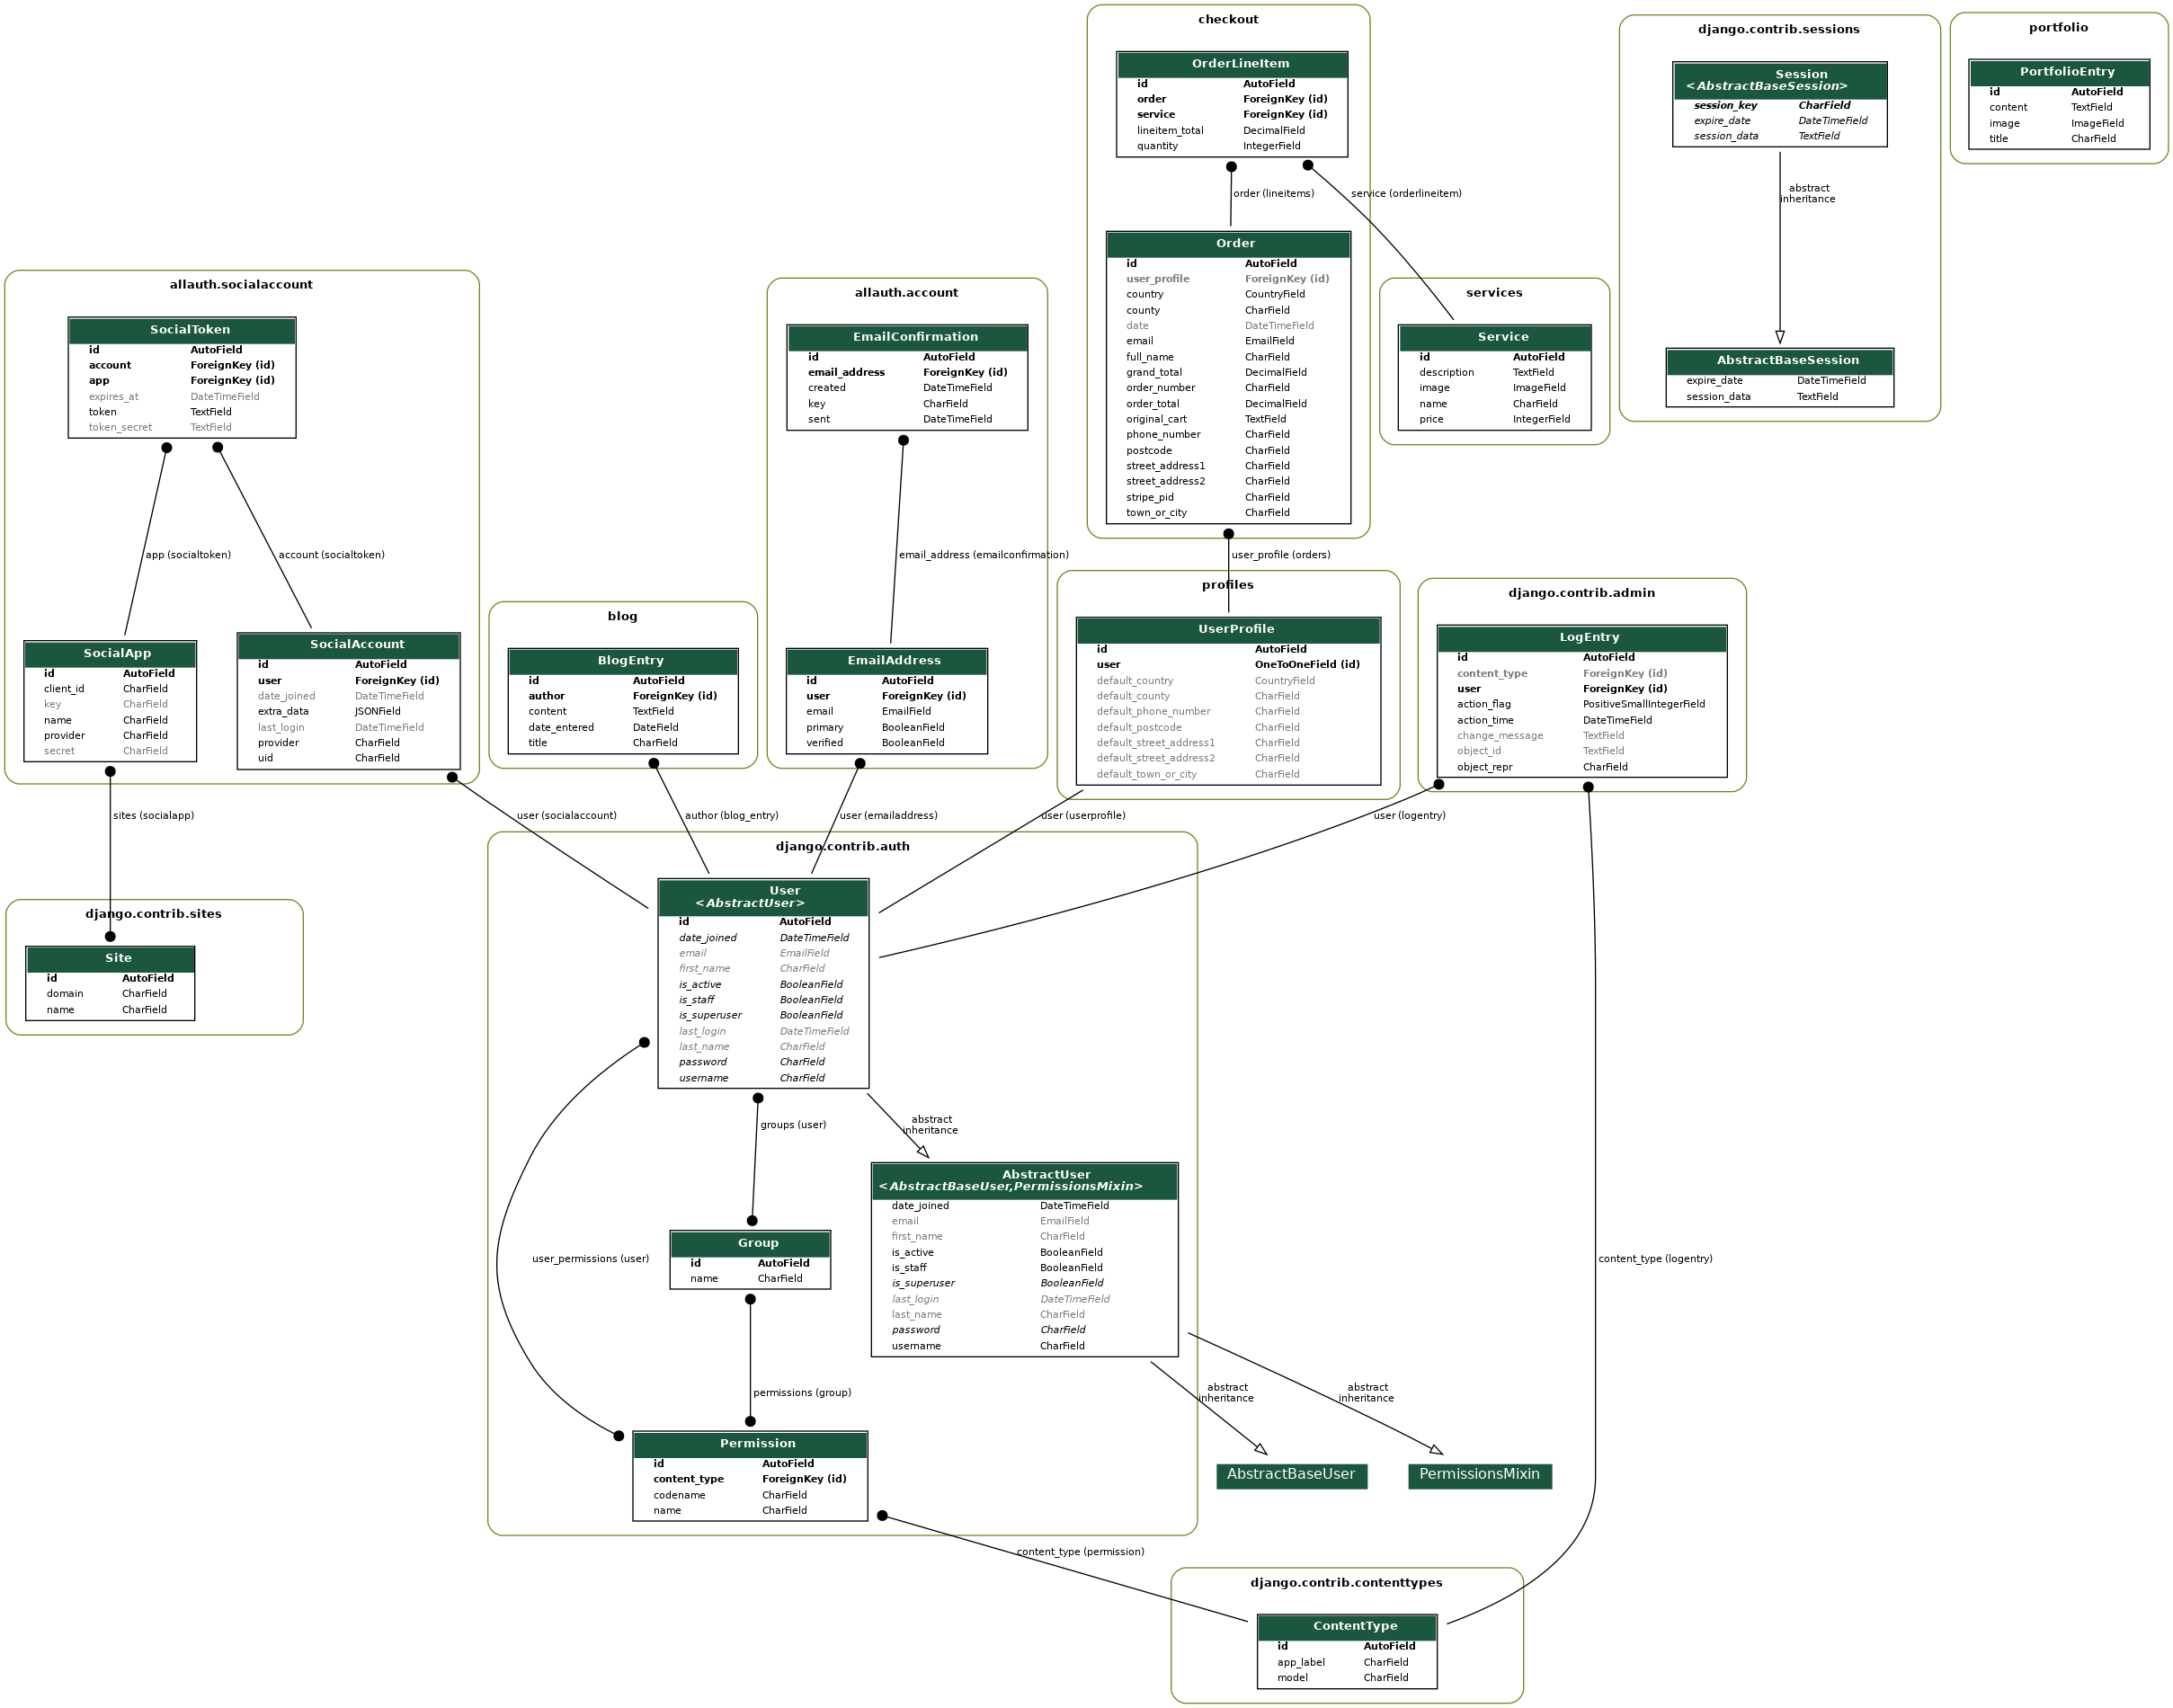 checkout
OrderLineItem
id AutoField
order ForeignKey (id)
service ForeignKey (id)
lineitem_total DecimalField
quantity IntegerField
order (lineitems)
service (orderlineitem)
Order
id AutoField
user_profile ForeignKey (id)
country CountryField
county CharField
date DateTimeField
email EmailField
full_name CharField
grand_total DecimalField
order_number CharField
order_total DecimalField
original_cart TextField
phone_number CharField
postcode CharField
street_address1 CharField
street_address2 CharField
stripe_pid CharField
town_or_city CharField
user_profile (orders)
django.contrib.sessions
Session
<AbstractBaseSession>
session_key CharField
expire_date DateTimeField
session_data TextField
abstract
inheritance
AbstractBaseSession
expire_date DateTimeField
session_data TextField
portfolio
PortfolioEntry
id AutoField
content TextField
image ImageField
title CharField
services
Service
id AutoField
description TextField
image ImageField
name CharField
price IntegerField
allauth.socialaccount
SocialToken
id AutoField
account ForeignKey (id)
app ForeignKey (id)
expires_at DateTimeField
token TextField
token_secret TextField
app (socialtoken)
account (socialtoken)
SocialApp
id AutoField
client_id CharField
key CharField
name CharField
provider CharField
secret CharField
SocialAccount
id AutoField
user ForeignKey (id)
date_joined DateTimeField
extra_data JSONField
last_login DateTimeField
provider CharField
uid CharField
sites (socialapp)
user (socialaccount)
allauth.account
EmailConfirmation
id AutoField
email_address ForeignKey (id)
created DateTimeField
key CharField
sent DateTimeField
email_address (emailconfirmation)
EmailAddress
id AutoField
user ForeignKey (id)
email EmailField
primary BooleanField
verified BooleanField
user (emailaddress)
blog
BlogEntry
id AutoField
author ForeignKey (id)
content TextField
date_entered DateField
title CharField
author (blog_entry)
profiles
UserProfile
id AutoField
user OneToOneField (id)
default_country CountryField
default_county CharField
default_phone_number CharField
default_postcode CharField
default_street_address1 CharField
default_street_address2 CharField
default_town_or_city CharField
user (userprofile)
django.contrib.admin
LogEntry
id AutoField
content_type ForeignKey (id)
user ForeignKey (id)
action_flag PositiveSmallIntegerField
action_time DateTimeField
change_message TextField
object_id TextField
object_repr CharField
user (logentry)
content_type (logentry)
django.contrib.sites
Site
id AutoField
domain CharField
name CharField
django.contrib.auth
User
<AbstractUser>
id AutoField
date_joined DateTimeField
email EmailField
first_name CharField
is_active BooleanField
is_staff BooleanField
is_superuser BooleanField
last_login DateTimeField
last_name CharField
password CharField
username CharField
groups (user)
abstract
inheritance
user_permissions (user)
Group
id AutoField
name CharField
permissions (group)
AbstractUser
<AbstractBaseUser,PermissionsMixin>
date_joined DateTimeField
email EmailField
first_name CharField
is_active BooleanField
is_staff BooleanField
is_superuser BooleanField
last_login DateTimeField
last_name CharField
password CharField
username CharField
abstract
inheritance
abstract
inheritance
AbstractBaseUser
PermissionsMixin
Permission
id AutoField
content_type ForeignKey (id)
codename CharField
name CharField
content_type (permission)
django.contrib.contenttypes
ContentType
id AutoField
app_label CharField
model CharField